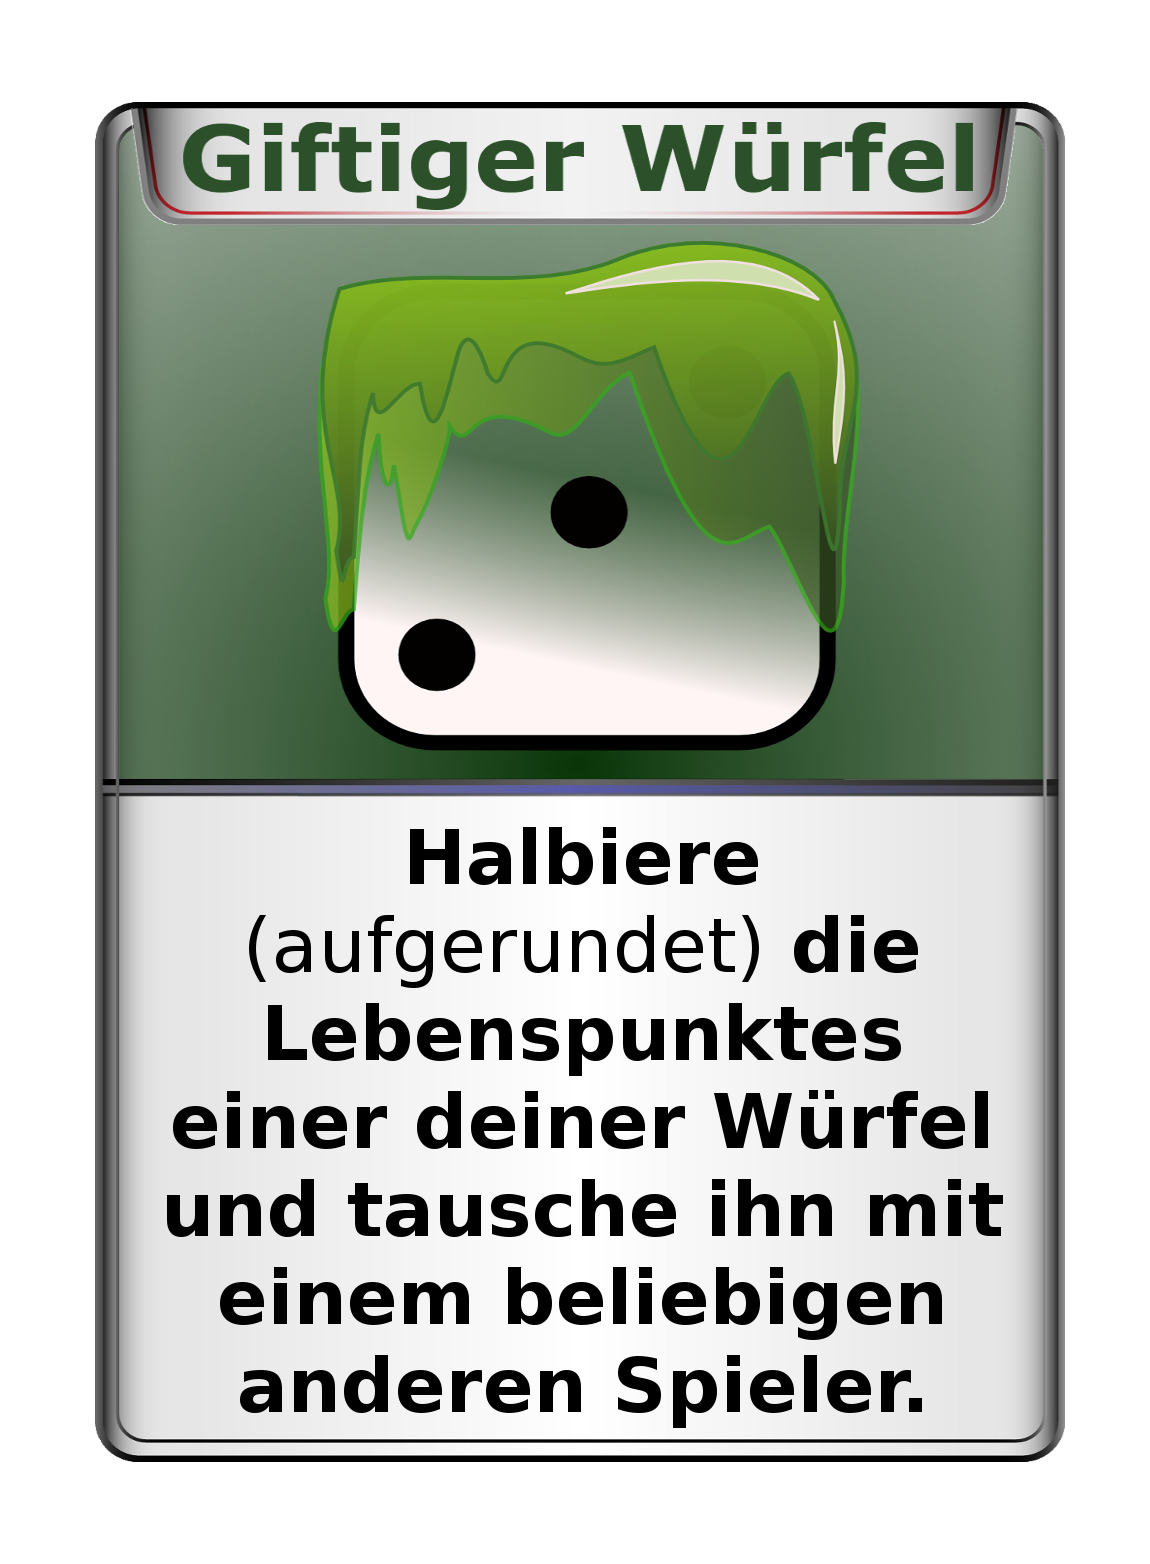 Giftiger Würfel
Halbiere
(aufgerundet) die
Lebenspunktes
einer deiner Würfel
und tausche ihn mit
einem beliebigen
anderen Spieler.